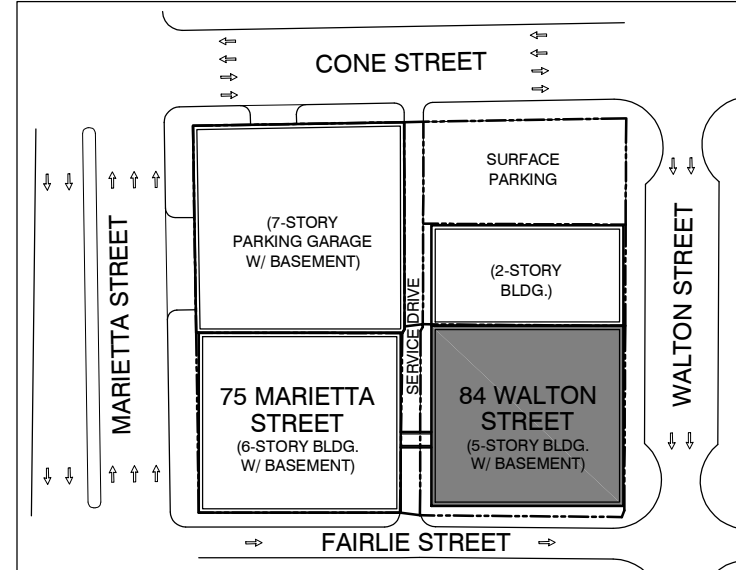 CONE STREET
SURFACE
PARKING
(7-STORY
PARKING GARAGE
W/ BASEMENT)
(2-STORY
BLDG.)
MARIETTA STREET
SERVICE DRIVE
WALTON STREET
75 MARIETTA
STREET
(6-STORY BLDG.
W/ BASEMENT)
84 WALTON
STREET
(5-STORY BLDG.
W/ BASEMENT)
FAIRLIE STREET